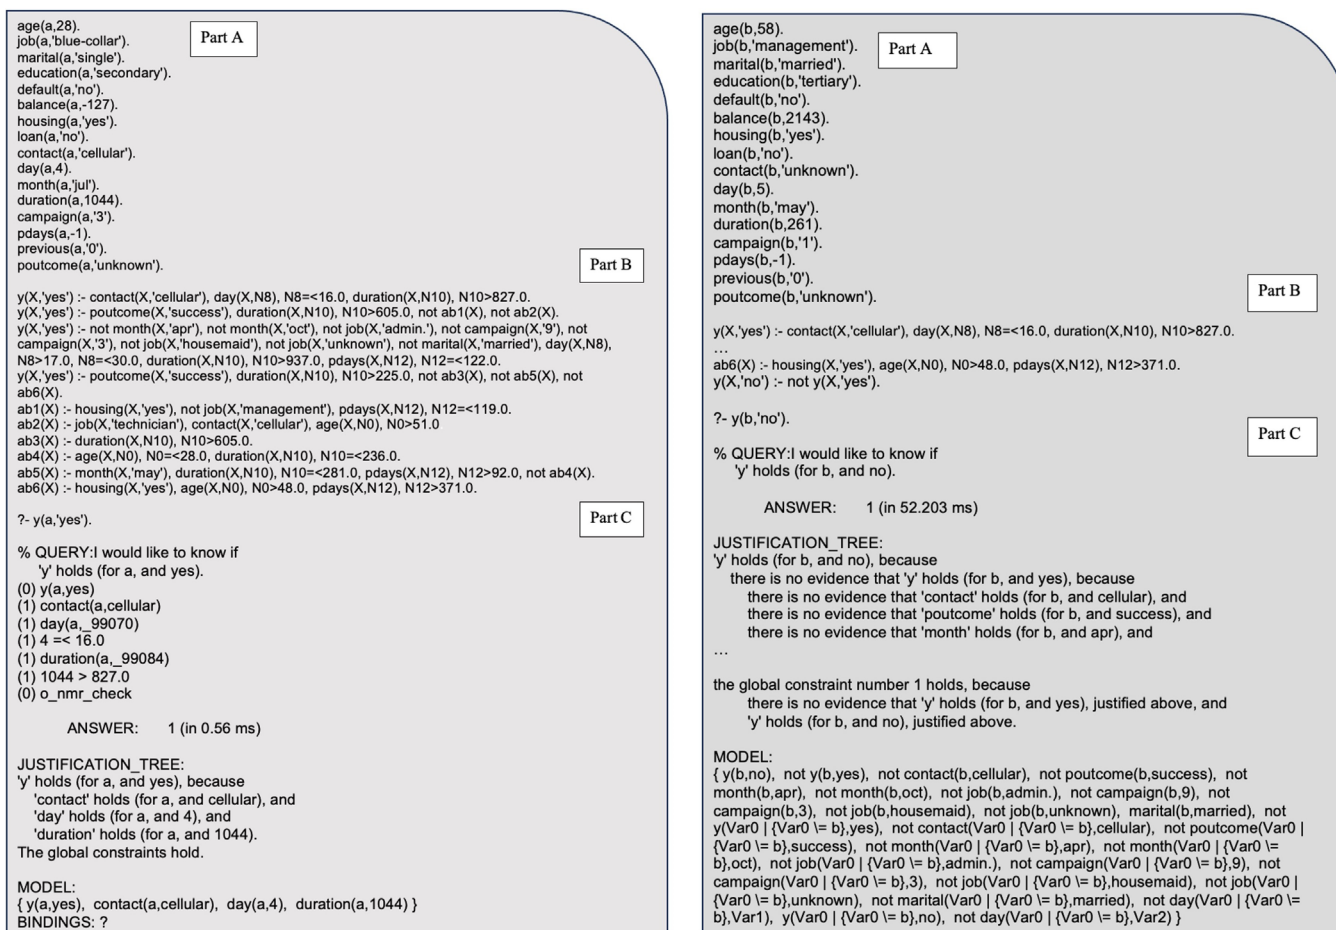 age(a,28).
Part A
job(a,'blue-collar').
marital(a,'single').
education(a,'secondary').
default(a,'no').
balance(a,-127).
housing(a,'yes').
loan(a,'no').
contact(a,'cellular').
day(a,4).
month(a,'jul').
duration(a,1044).
campaign(a,'3').
pdays(a,-1).
previous(a,'0').
poutcome(a,'unknown').
Part B
y(X,'yes') :- contact(X,'cellular'), day(X,N8), N8=<16.0, duration(X,N10), N10>827.0.
y(X,'yes') :- poutcome(X,'success'), duration(X,N10), N10>605.0, not ab1(X), not ab2(X).
y(X,'yes') :- not month(X,'apr'), not month(X,'oct'), not job(X,'admin.'), not campaign(X,'9'), not
campaign(X,'3'), not job(X,'housemaid'), not job(X,'unknown'), not marital(X,'married'), day(X,N8),
N8>17.0, N8=<30.0, duration(X,N10), N10>937.0, pdays(X,N12), N12=<122.0.
y(X,'yes') :- poutcome(X,'success'), duration(X,N10), N10>225.0, not ab3(X), not ab5(X), not
ab6(X).
ab1(X) :- housing(X,'yes'), not job(X,'management'), pdays(X,N12), N12=<119.0.
ab2(X) :- job(X,'technician'), contact(X,'cellular'), age(X,N0), N0>51.0
ab3(X) :- duration(X,N10), N10>605.0.
ab4(X) :- age(X,N0), N0=<28.0, duration(X,N10), N10=<236.0.
ab5(X) :- month(X,'may'), duration(X,N10), N10=<281.0, pdays(X,N12), N12>92.0, not ab4(X).
ab6(X) :- housing(X,'yes'), age(X,N0), N0>48.0, pdays(X,N12), N12>371.0.
?- y(a,'yes').
Part C
% QUERY:I would like to know if
'y' holds (for a, and yes).
(0) y(a,yes)
(1) contact(a,cellular)
(1) day(a,_99070)
(1) 4 =< 16.0
(1) duration(a,_99084)
(1) 1044 > 827.0
(0) o_nmr_check
ANSWER: 1 (in 0.56 ms)
JUSTIFICATION_TREE:
'y' holds (for a, and yes), because
'contact' holds (for a, and cellular), and
'day' holds (for a, and 4), and
'duration' holds (for a, and 1044).
The global constraints hold.
MODEL:
{ y(a,yes), contact(a,cellular), day(a,4), duration(a,1044) }
BINDINGS: ?
age(b,58).
Part A
job(b,'management').
marital(b,'married').
education(b,'tertiary').
default(b,'no').
balance(b,2143).
housing(b,'yes').
loan(b,'no').
contact(b,'unknown').
day(b,5).
month(b,'may').
duration(b,261).
campaign(b,'1').
pdays(b,-1).
previous(b,'0').
poutcome(b,'unknown').
Part B
y(X,'yes') :- contact(X,'cellular'), day(X,N8), N8=<16.0, duration(X,N10), N10>827.0.
…
ab6(X) :- housing(X,'yes'), age(X,N0), N0>48.0, pdays(X,N12), N12>371.0.
y(X,'no') :- not y(X,'yes').
?- y(b,'no').
Part C
% QUERY:I would like to know if
'y' holds (for b, and no).
ANSWER: 1 (in 52.203 ms)
JUSTIFICATION_TREE:
'y' holds (for b, and no), because
there is no evidence that 'y' holds (for b, and yes), because
there is no evidence that 'contact' holds (for b, and cellular), and
there is no evidence that 'poutcome' holds (for b, and success), and
there is no evidence that 'month' holds (for b, and apr), and
…
the global constraint number 1 holds, because
there is no evidence that 'y' holds (for b, and yes), justified above, and
'y' holds (for b, and no), justified above.
MODEL:
{ y(b,no), not y(b,yes), not contact(b,cellular), not poutcome(b,success), not
month(b,apr), not month(b,oct), not job(b,admin.), not campaign(b,9), not
campaign(b,3), not job(b,housemaid), not job(b,unknown), marital(b,married), not
y(Var0 | {Var0 \= b},yes), not contact(Var0 | {Var0 \= b},cellular), not poutcome(Var0 |
{Var0 \= b},success), not month(Var0 | {Var0 \= b},apr), not month(Var0 | {Var0 \=
b},oct), not job(Var0 | {Var0 \= b},admin.), not campaign(Var0 | {Var0 \= b},9), not
campaign(Var0 | {Var0 \= b},3), not job(Var0 | {Var0 \= b},housemaid), not job(Var0 |
{Var0 \= b},unknown), not marital(Var0 | {Var0 \= b},married), not day(Var0 | {Var0 \=
b},Var1), y(Var0 | {Var0 \= b},no), not day(Var0 | {Var0 \= b},Var2) }